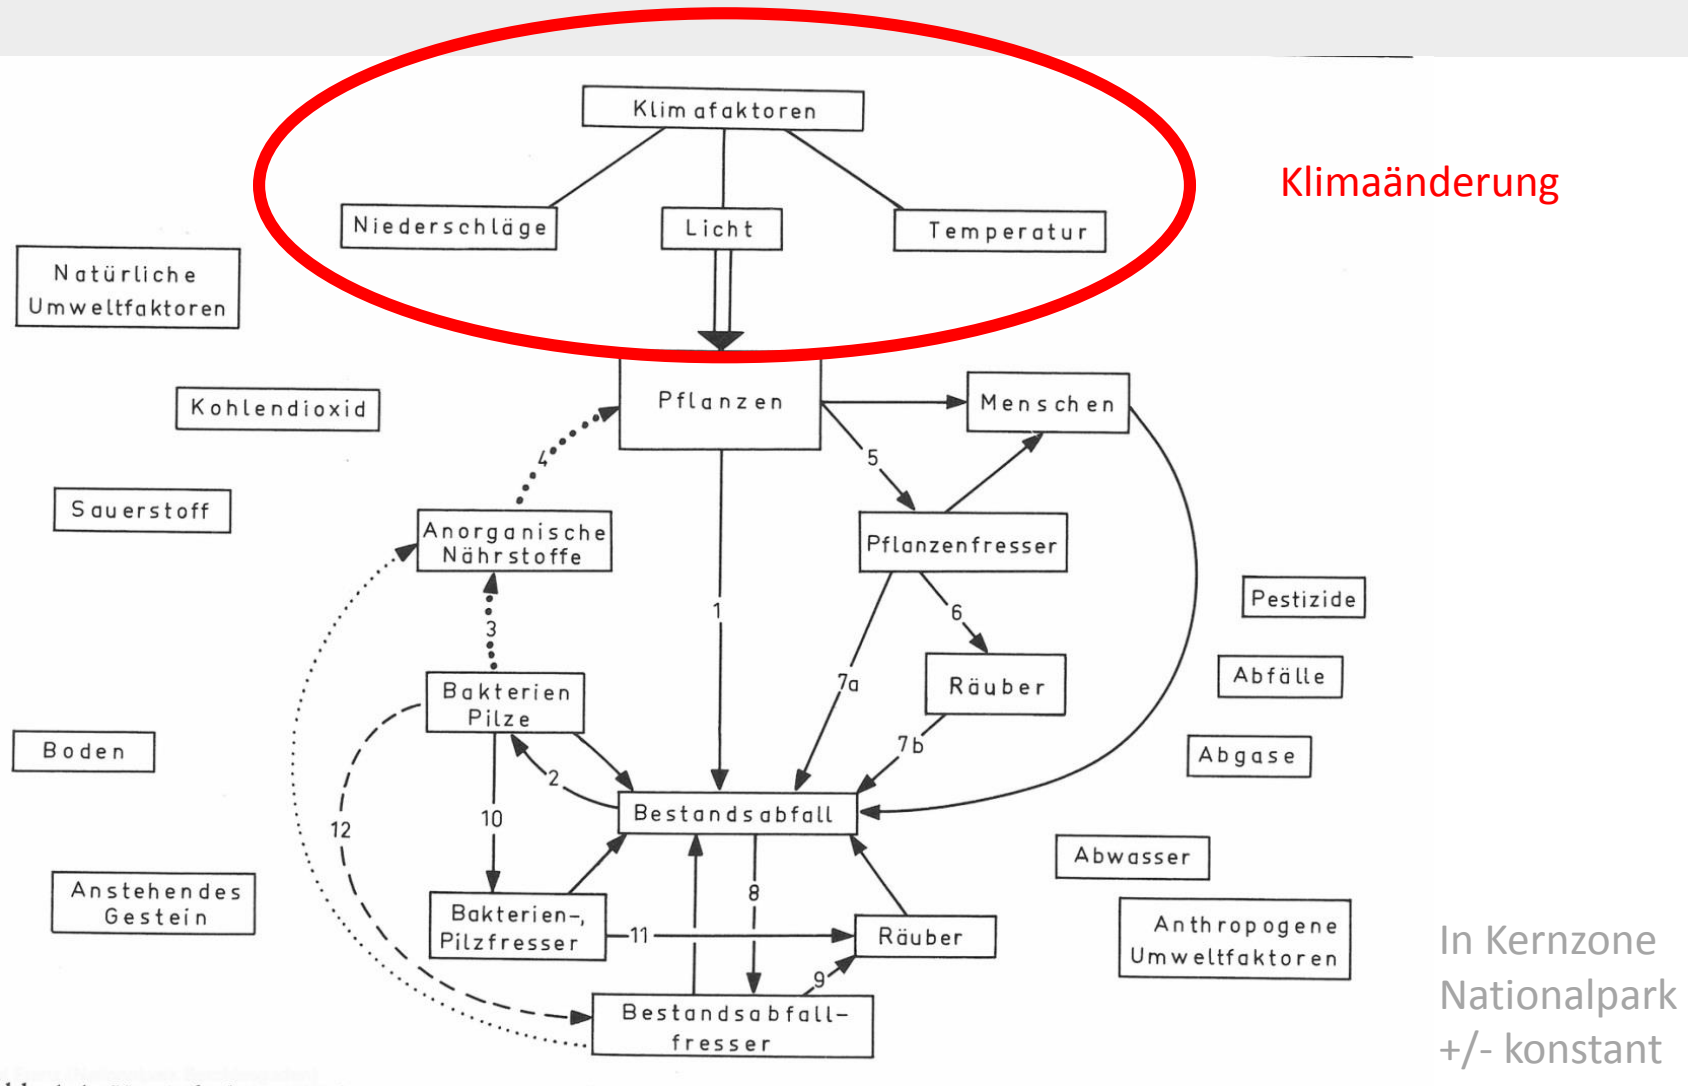 Klimafaktoren
Klimaänderung
Niederschläge
Licht
Temperatur
Natürliche
Umweltfaktoren
Kohlendioxid
Pflanzen
Menschen
4
5
Sauerstoff
Anorganische
Nährstoffe
Pflanzenfresser
Pestizide
1
6
3
Abfälle
Bakterien
Pilze
7a
Räuber
Boden
7b
Abgase
2
Bestandsabfall
10
12
Abwasser
Anstehendes
Gestein
8
Bakterien-,
Pilzfresser
11
Räuber
Anthropogene
Umweltfaktoren
9
Bestandsabfall-
fresser
In Kernzone
Nationalpark
+/- konstant